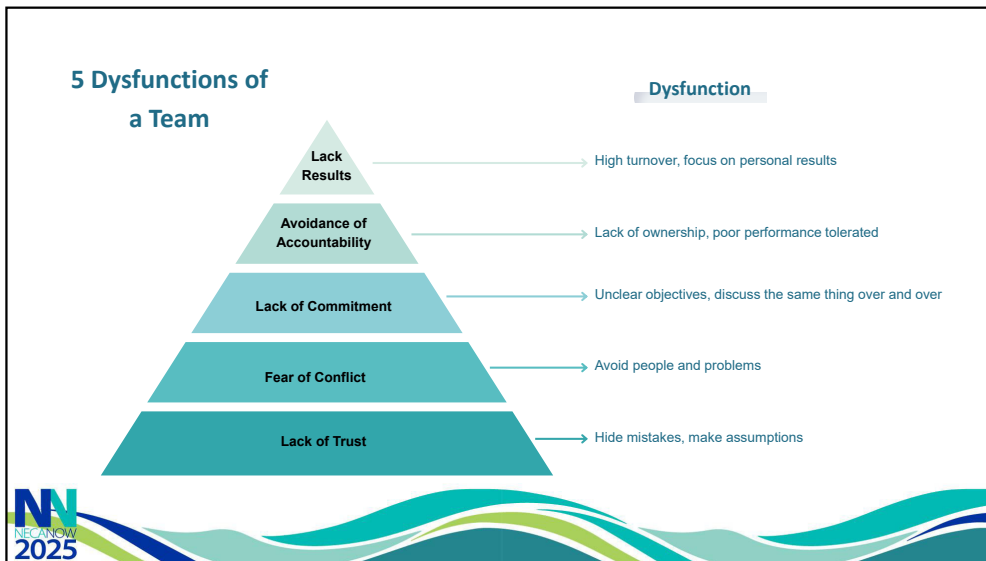 5 Dysfunctions of
a Team
Dysfunction
Lack
Results
High turnover, focus on personal results
Avoidance of
Accountability
Lack of ownership, poor performance tolerated
Lack of Commitment
Unclear objectives, discuss the same thing over and over
Fear of Conflict
Avoid people and problems
Lack of Trust
Hide mistakes, make assumptions
NN
NECANOW
2025